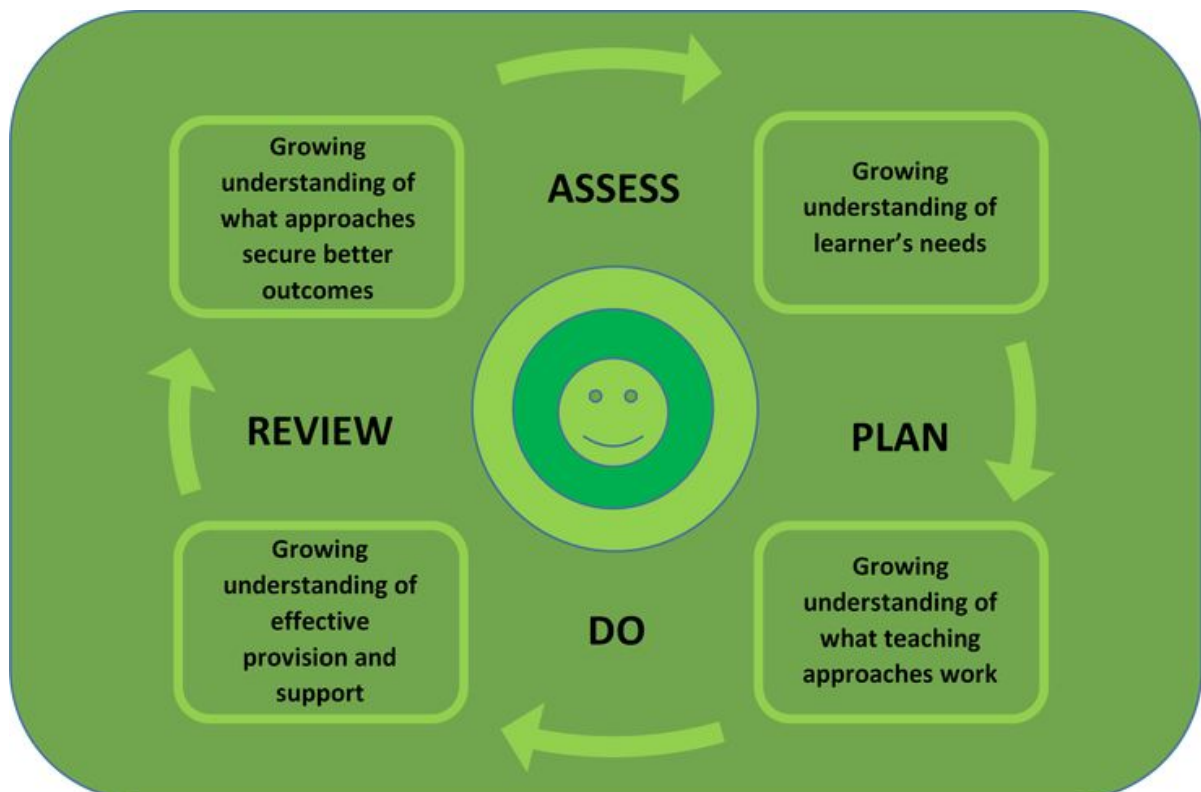 ASSESS
Growing
understanding of
learner’s needs
PLAN
Growing
understanding of
what teaching
approaches work
DO
Growing
understanding of
effective
provision and
support
REVIEW
Growing
understanding of
what approaches
secure better
outcomes